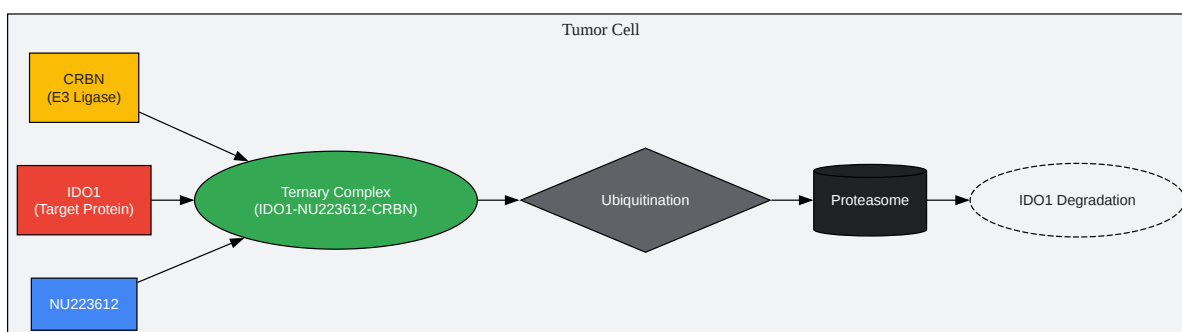 Tumor Cell
CRBN
(E3 Ligase)
IDO1
(Target Protein)
NU223612
Ternary Complex
(IDO1-NU223612-CRBN)
Ubiquitination
Proteasome
IDO1 Degradation